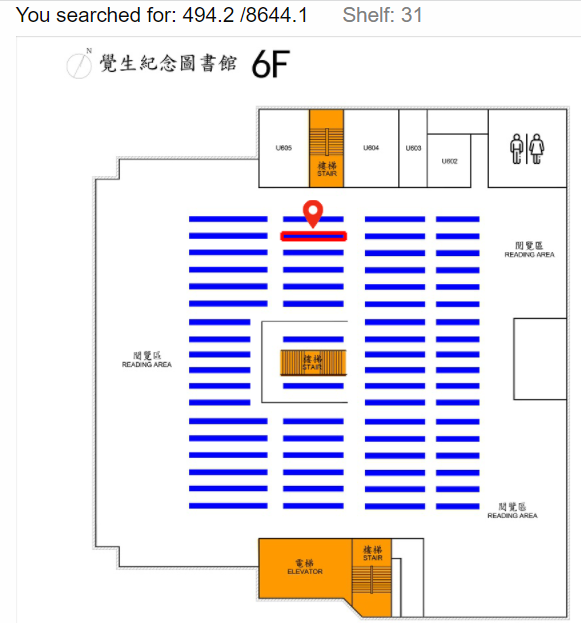 You searched for: 494.2 /8644.1 Shelf: 31
N
覺生紀念圖書館 6F
U605
樓梯
STAIR
U604
U603
U602
閱覽區
READING AREA
閱覽區
READING AREA
樓梯
STAIR
閱覽區
READING AREA
電梯
ELEVATOR
樓梯
STAIR